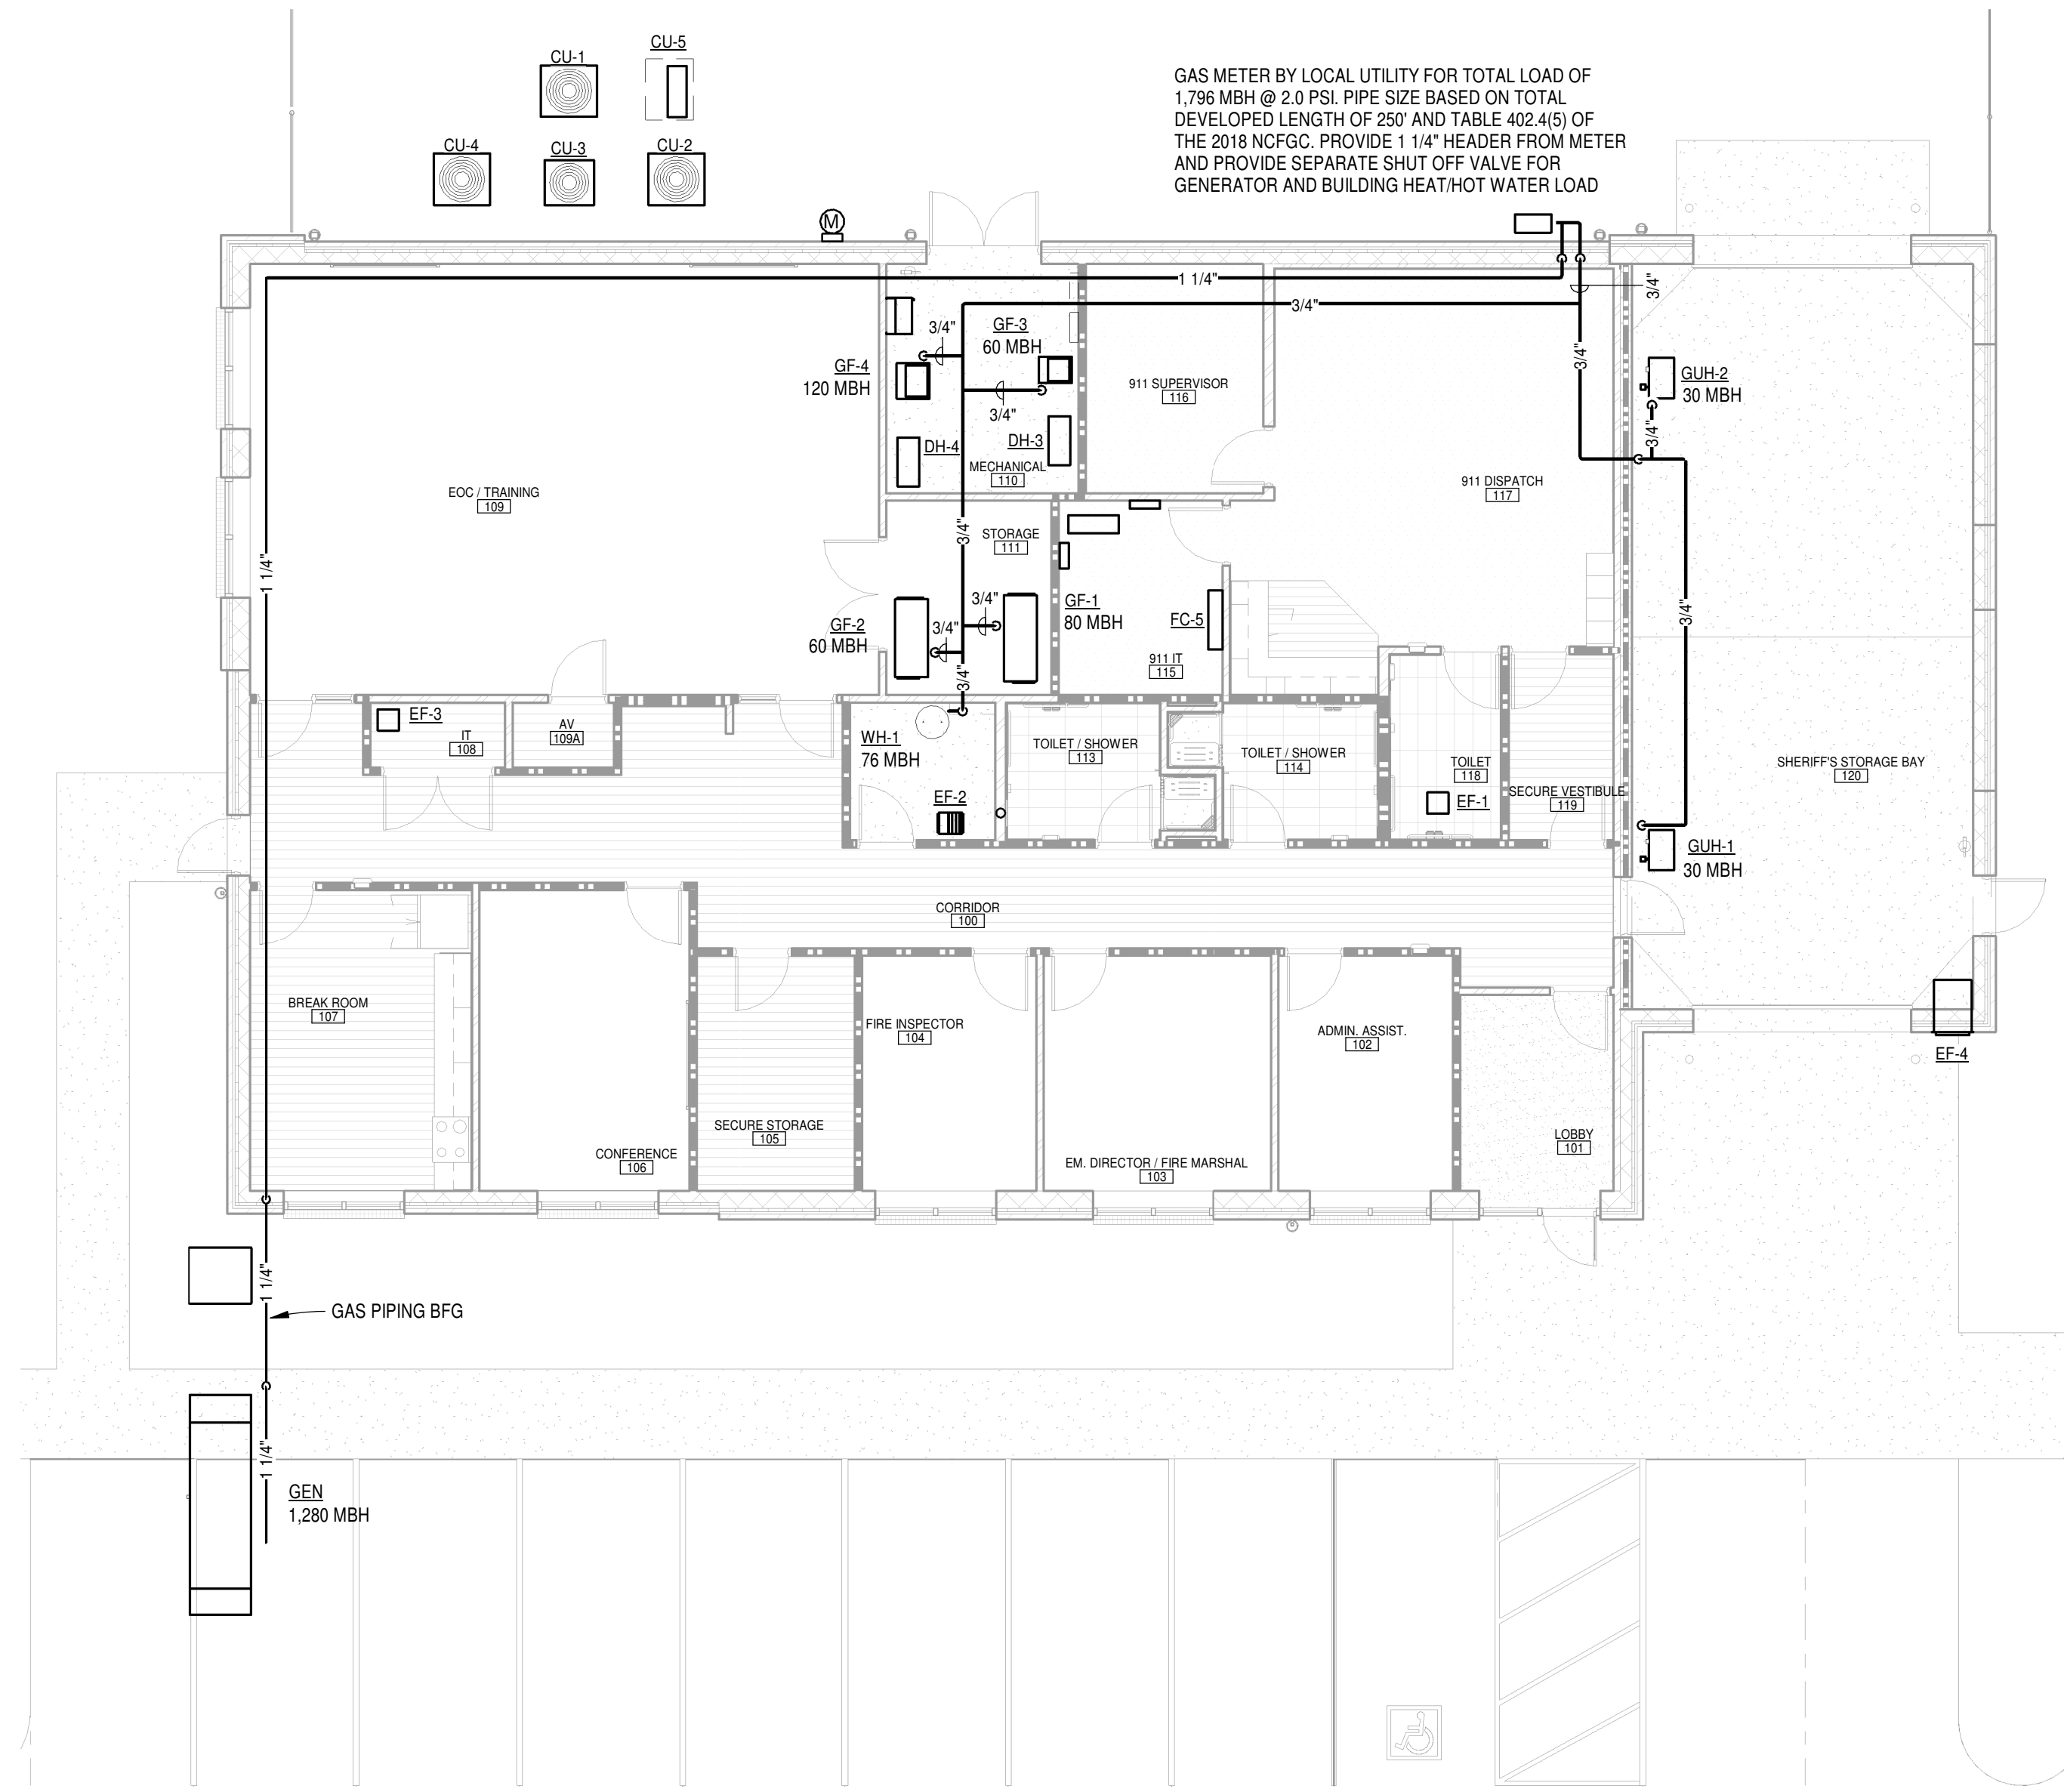 CU-1
CU-5
CU-4
CU-3
CU-2
GAS METER BY LOCAL UTILITY FOR TOTAL LOAD OF
1,796 MBH @ 2.0 PSI. PIPE SIZE BASED ON TOTAL
DEVELOPED LENGTH OF 250' AND TABLE 402.4(5) OF
THE 2018 NCFGC. PROVIDE 1 1/4" HEADER FROM METER
AND PROVIDE SEPARATE SHUT OFF VALVE FOR
GENERATOR AND BUILDING HEAT/HOT WATER LOAD
M
1 1/4"
3/4"
3/4"
3/4"
GF-3
60 MBH
3/4"
GF-4
120 MBH
3/4"
DH-4
DH-3
MECHANICAL
110
911 SUPERVISOR
116
GUH-2
30 MBH
3/4"
EOC / TRAINING
109
911 DISPATCH
117
3/4"
STORAGE
111
1 1/4"
3/4"
3/4"
GF-2
60 MBH
3/4"
GF-1
80 MBH
FC-5
911 IT
115
3/4"
EF-3
IT
108
AV
109A
WH-1
76 MBH
EF-2
TOILET / SHOWER
113
TOILET / SHOWER
114
TOILET
118
EF-1
SECURE VESTIBULE
119
SHERIFF'S STORAGE BAY
120
GUH-1
30 MBH
CORRIDOR
100
BREAK ROOM
107
FIRE INSPECTOR
104
ADMIN. ASSIST.
102
EF-4
SECURE STORAGE
105
CONFERENCE
106
EM. DIRECTOR / FIRE MARSHAL
103
LOBBY
101
1 1/4"
GAS PIPING BFG
1 1/4"
GEN
1,280 MBH